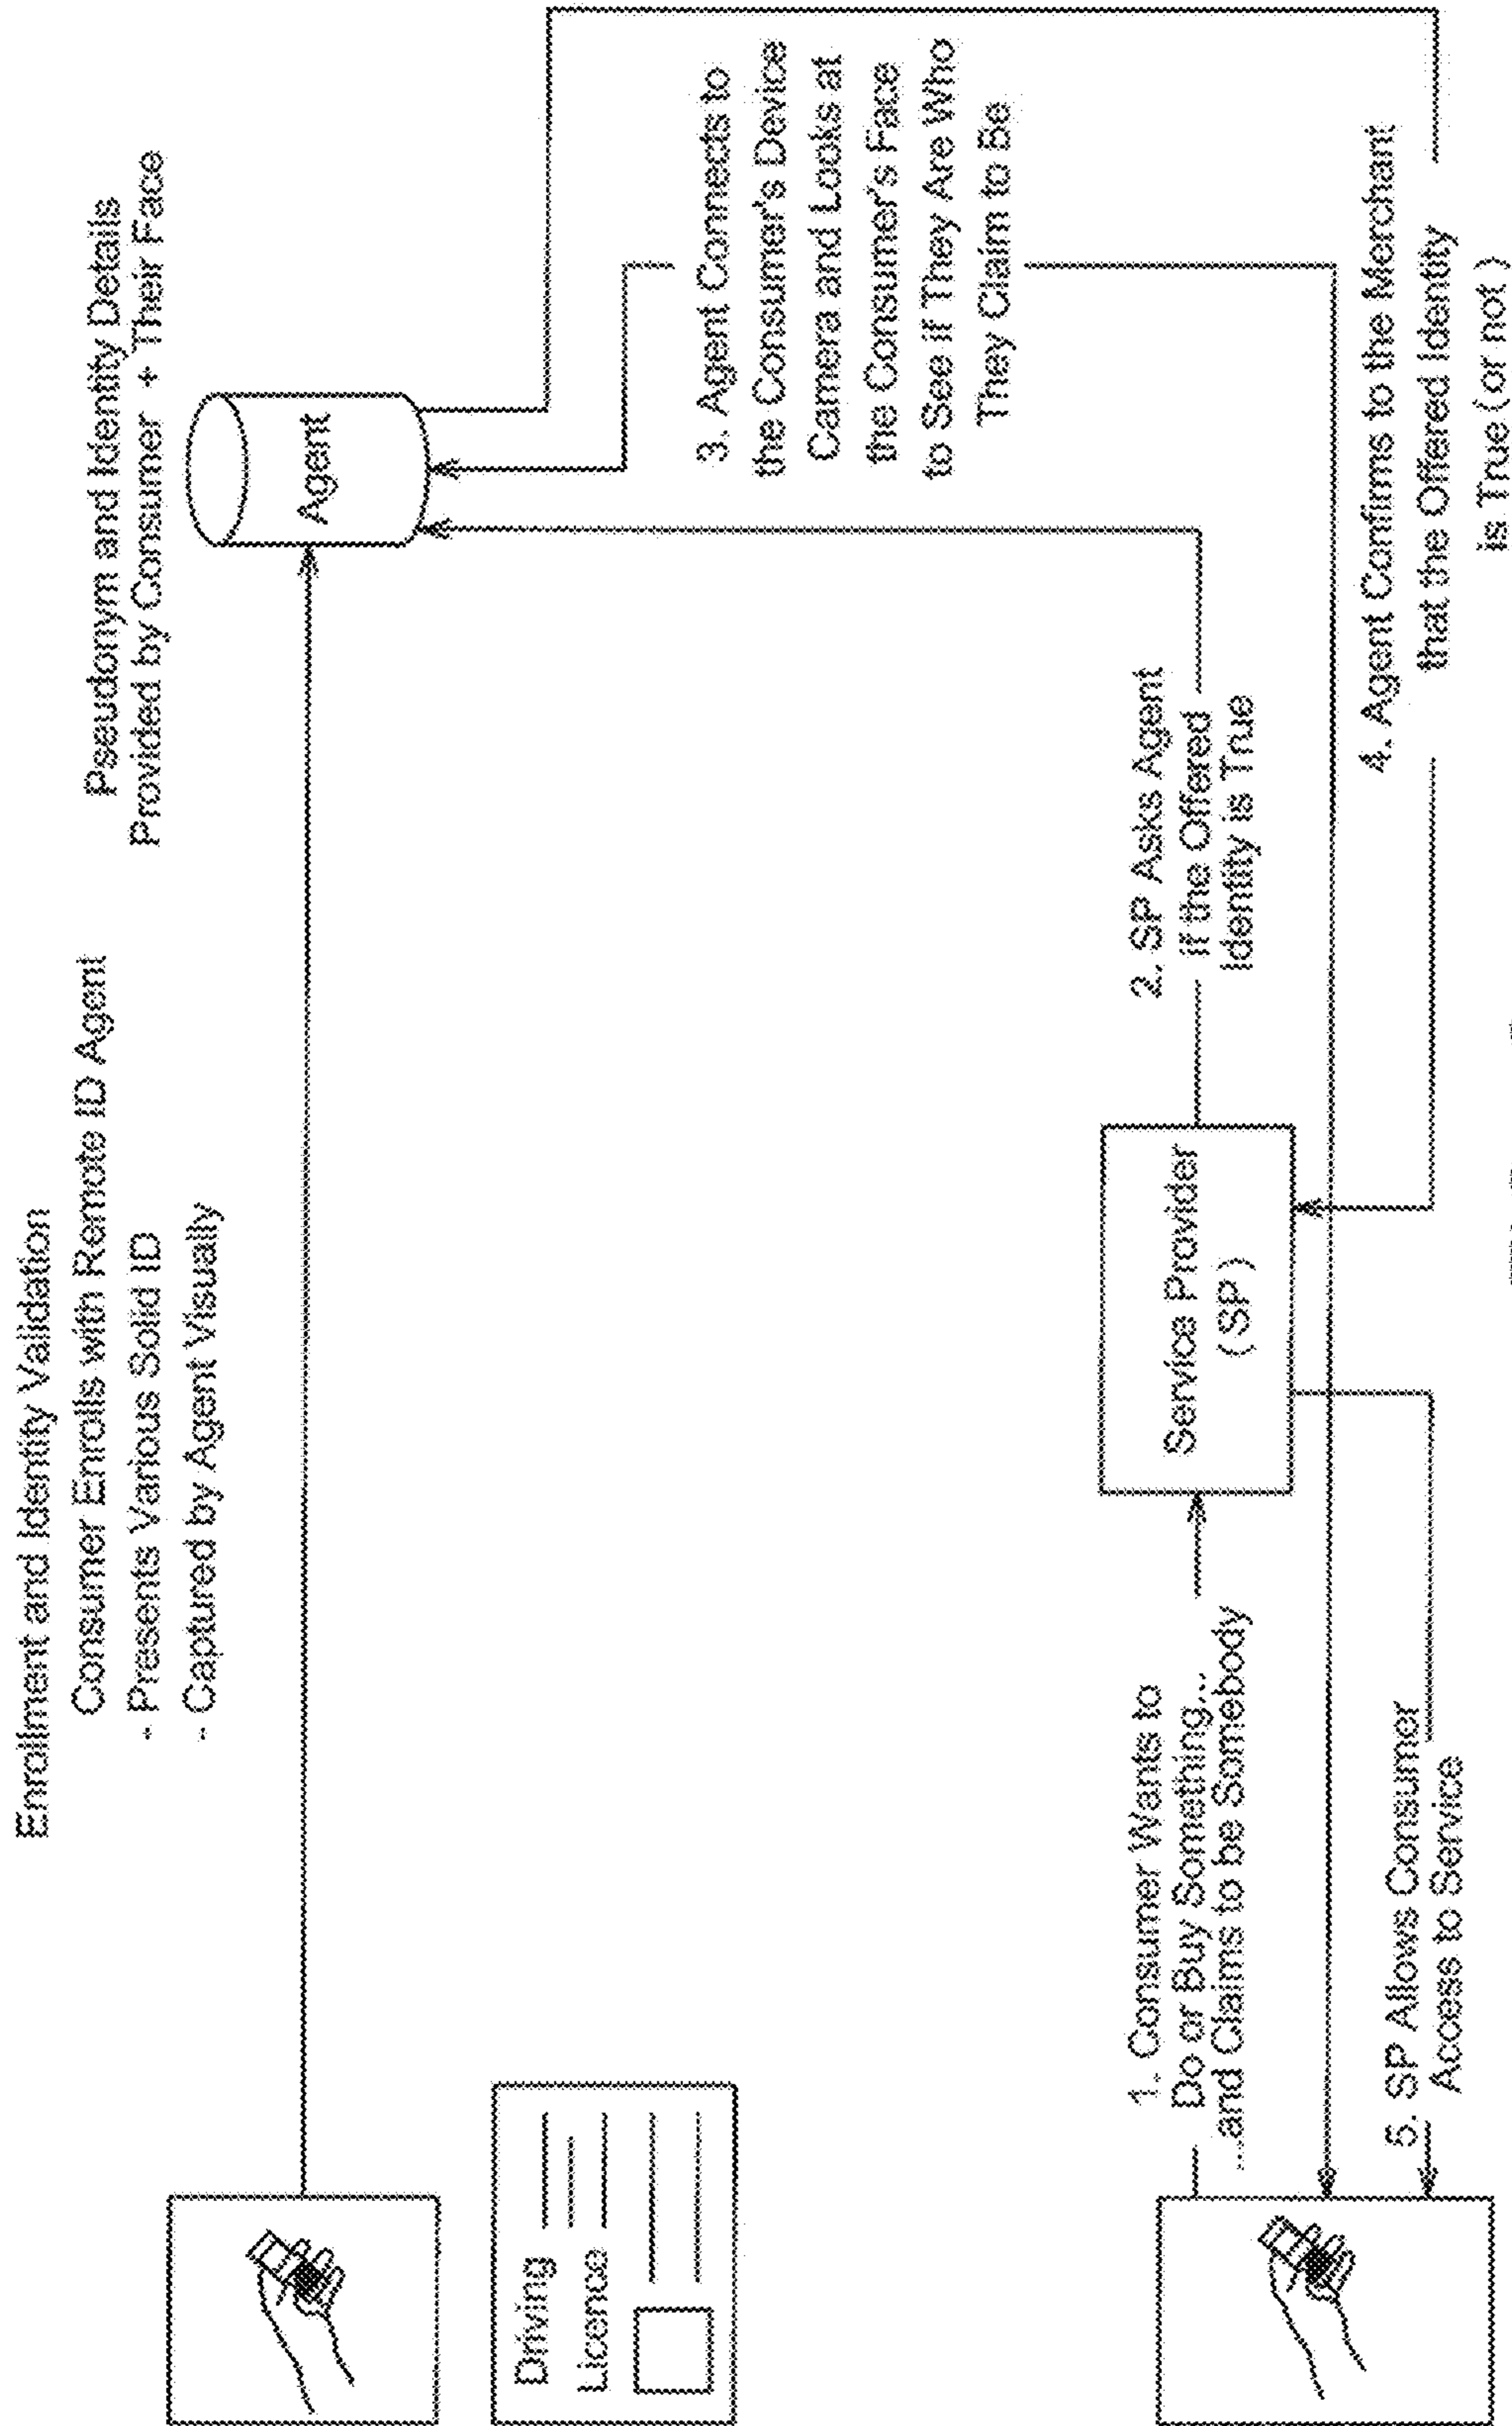 Enrollment and Identity Validation
Consumer Enrolls with Remote ID Agent
- Presents Various Solid ID
- Captured by Agent Visually
Pseudonym and Identity Details
Provided by Consumer + Their Face
Agent
Driving
Licence
3. Agent Connects to
the Consumer's Device
Camera and Looks at
the Consumer's Face
to See if They Are Who
They Claim to Be
1. Consumer Wants to
Do or Buy Something...
...and Claims to be Somebody
Service Provider
(SP)
2. SP Asks Agent
if the Offered
Identity is True
4. Agent Confirms to the Merchant
that the Offered Identity
is True (or not)
5. SP Allows Consumer
Access to Service